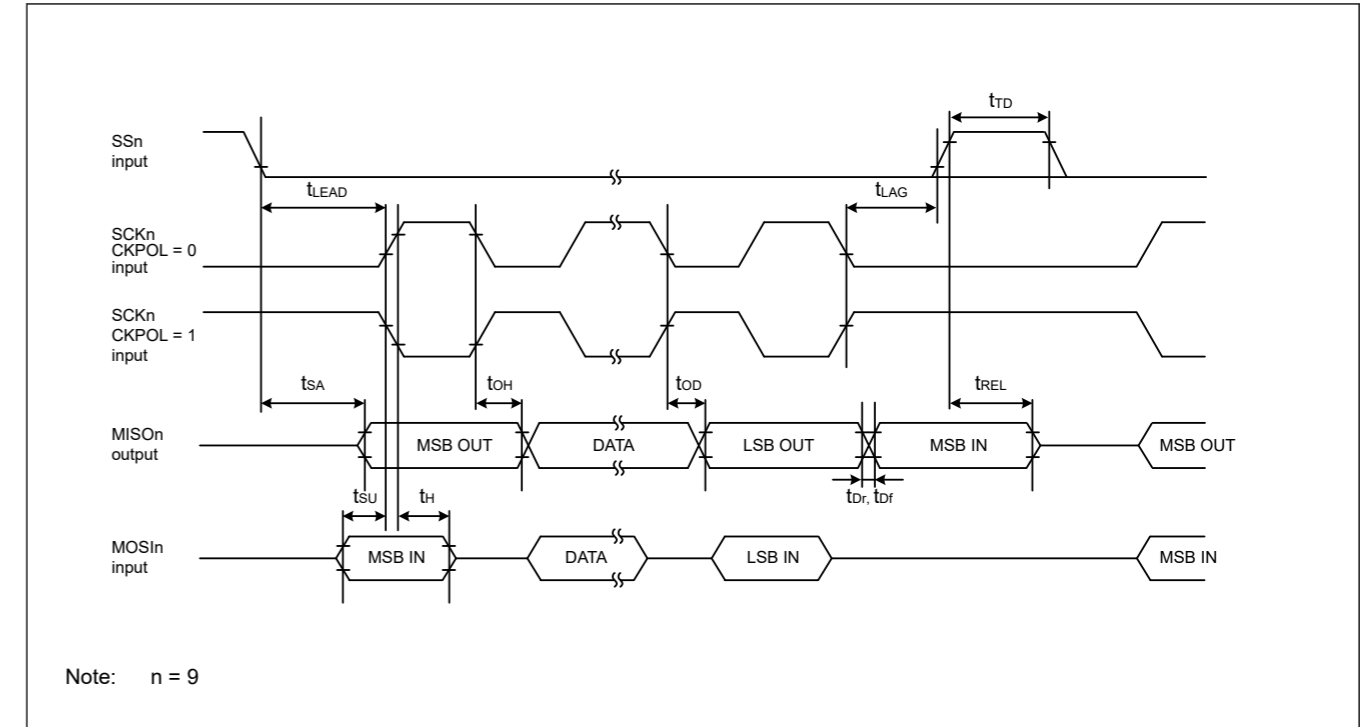 tTD
SSn
input
tLEAD
tLAG
SCKn
CKPOL = 0
input
SCKn
CKPOL = 1
input
tSA
tOH
tOD
tREL
MISOn
output
MSB OUT
DATA
LSB OUT
MSB IN
MSB OUT
tSU
tH
tDr, tDf
MOSIn
input
MSB IN
DATA
LSB IN
MSB IN
Note: n = 9